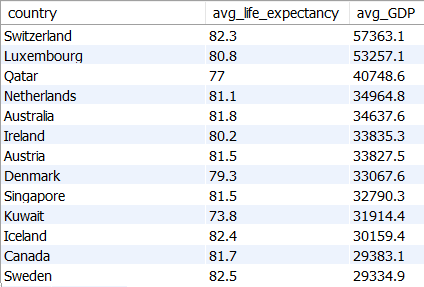 country avg_life_expectancy avg_GDP
Switzerland 82.3 57363.1
Luxembourg 80.8 53257.1
Qatar 77 40748.6
Netherlands 81.1 34964.8
Australia 81.8 34637.6
Ireland 80.2 33835.3
Austria 81.5 33827.5
Denmark 79.3 33067.6
Singapore 81.5 32790.3
Kuwait 73.8 31914.4
Iceland 82.4 30159.4
Canada 81.7 29383.1
Sweden 82.5 29334.9